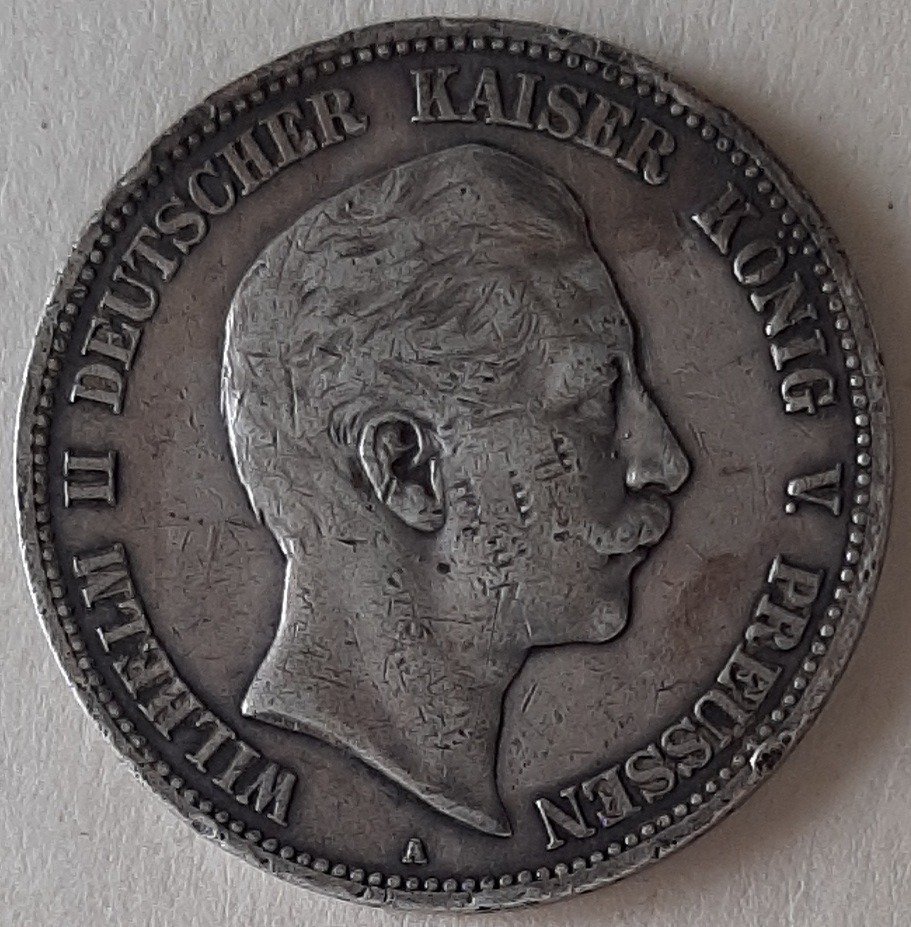 WILHELM II DEUTSCHER KAISER KÖNIG V. PREUSSEN
A